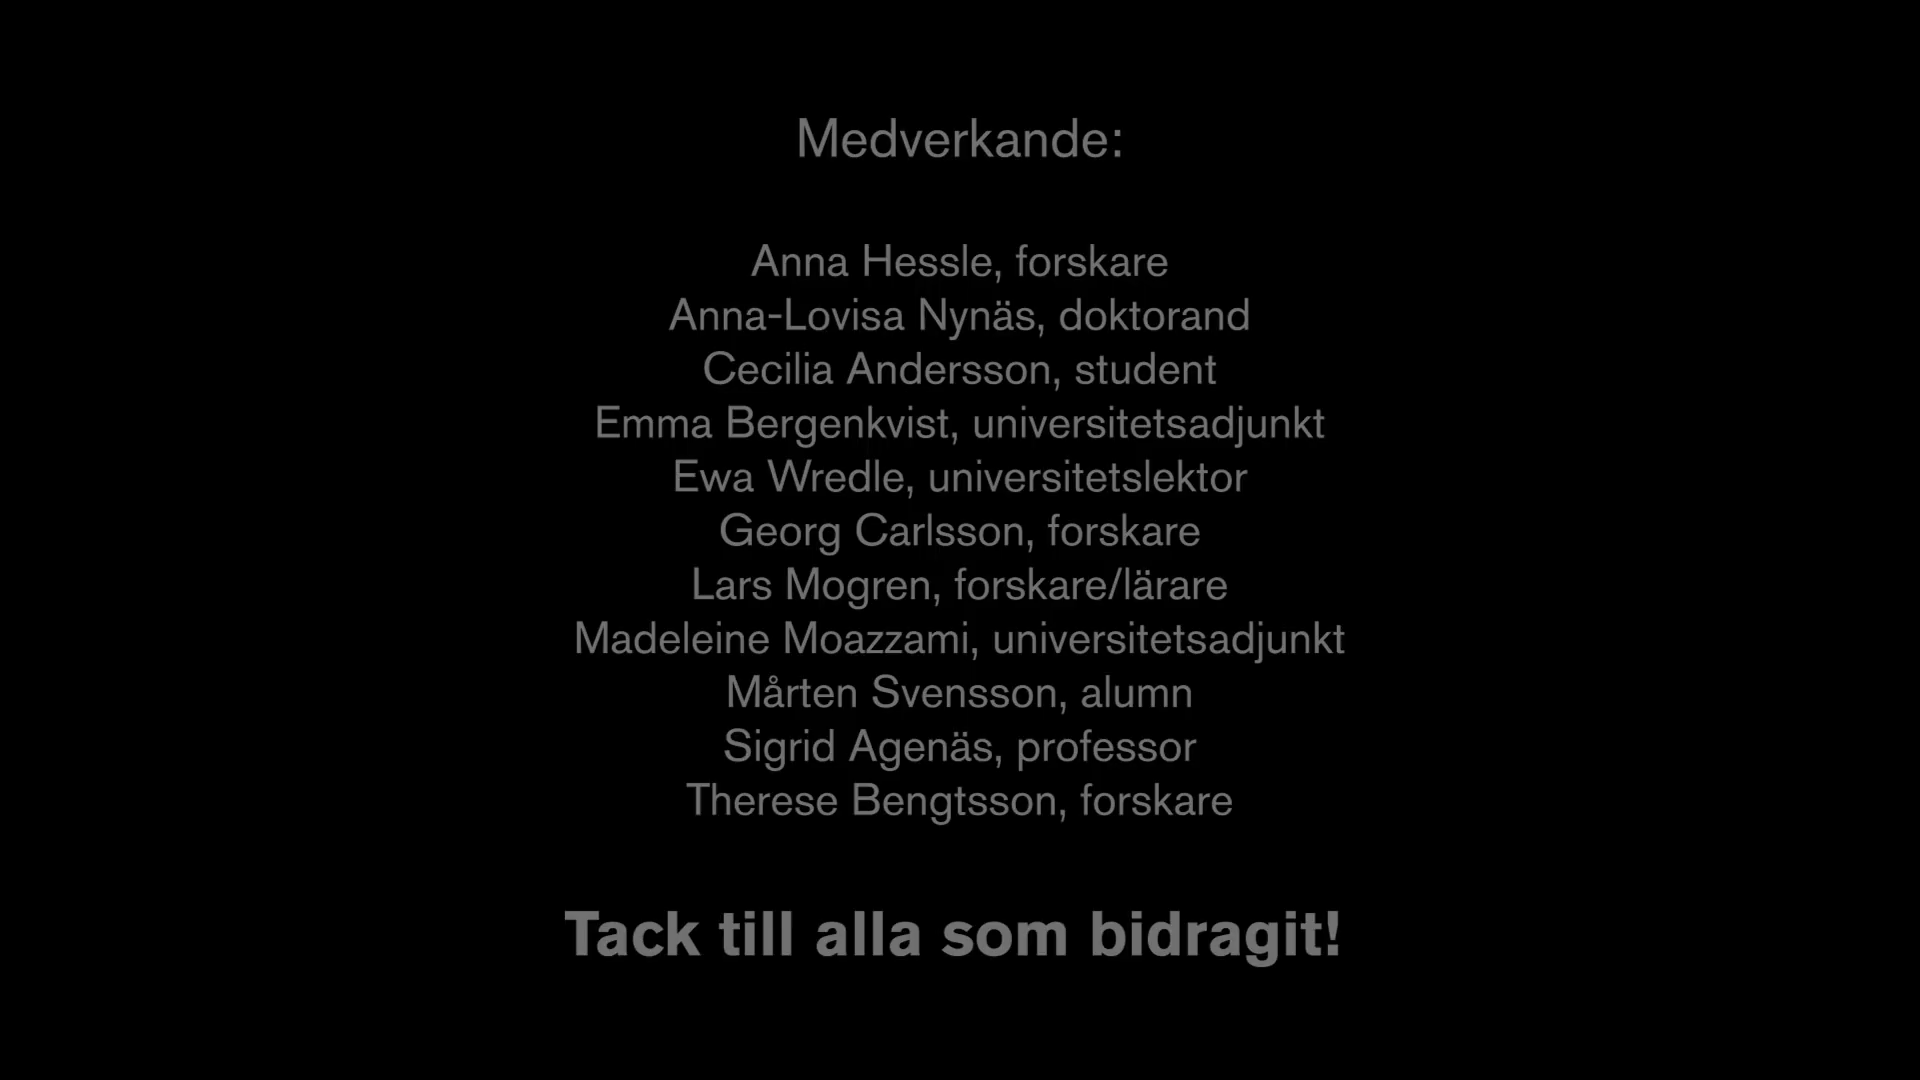 Medverkande:
Anna Hessle, forskare
Anna-Lovisa Nynäs, doktorand
Cecilia Andersson, student
Emma Bergenkvist, universitetsadjunkt
Ewa Wredle, universitetslektor
Georg Carlsson, forskare
Lars Mogren, forskare/lärare
Madeleine Moazzami, universitetsadjunkt
Mårten Svensson, alumn
Sigrid Agenäs, professor
Therese Bengtsson, forskare
Tack till alla som bidragit!